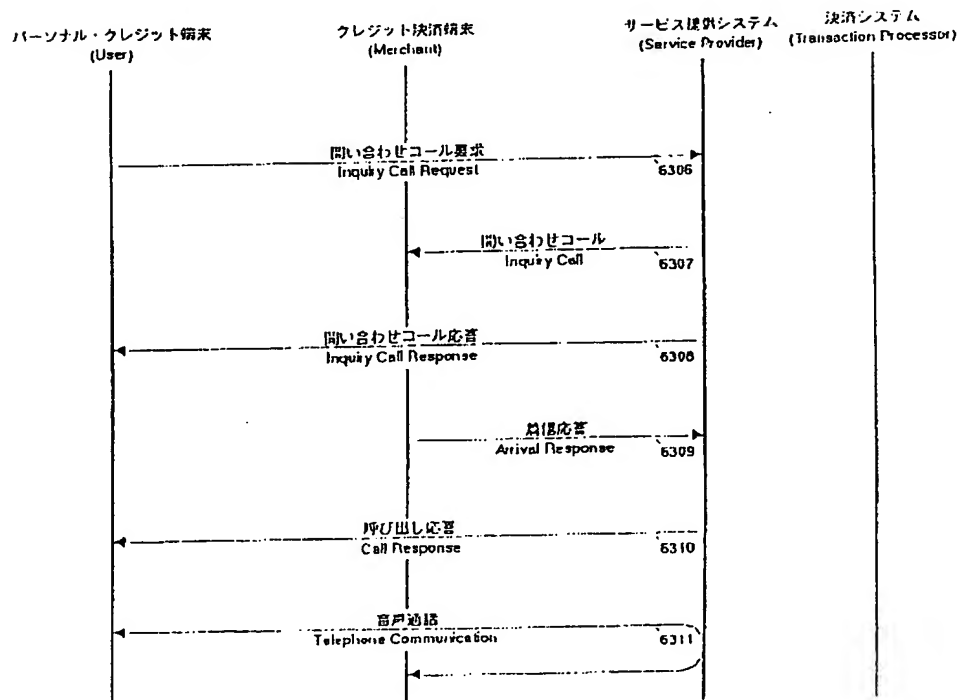 パーソナル・クレジット端末
(User)
クレジット決済端末
(Merchant)
サービス提供システム
(Service Provider)
決済システム
(Transaction Processor)
問い合わせコール要求
Inquiry Call Request
6306
問い合わせコール
Inquiry Call
6307
問い合わせコール応答
Inquiry Call Response
6308
着信応答
Arrival Response
6309
呼び出し応答
Call Response
6310
音声通話
Telephone Communication
6311